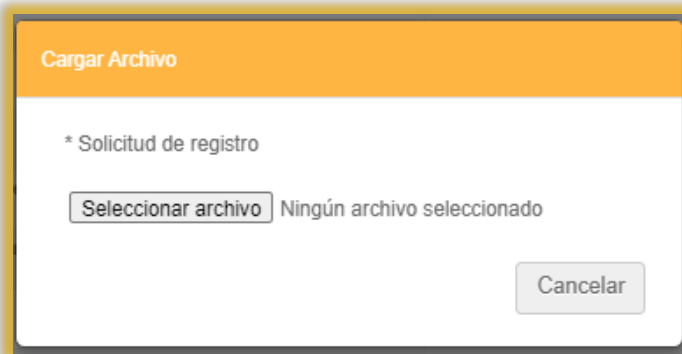 Cargar Archivo
* Solicitud de registro
Seleccionar archivo Ningún archivo seleccionado
Cancelar